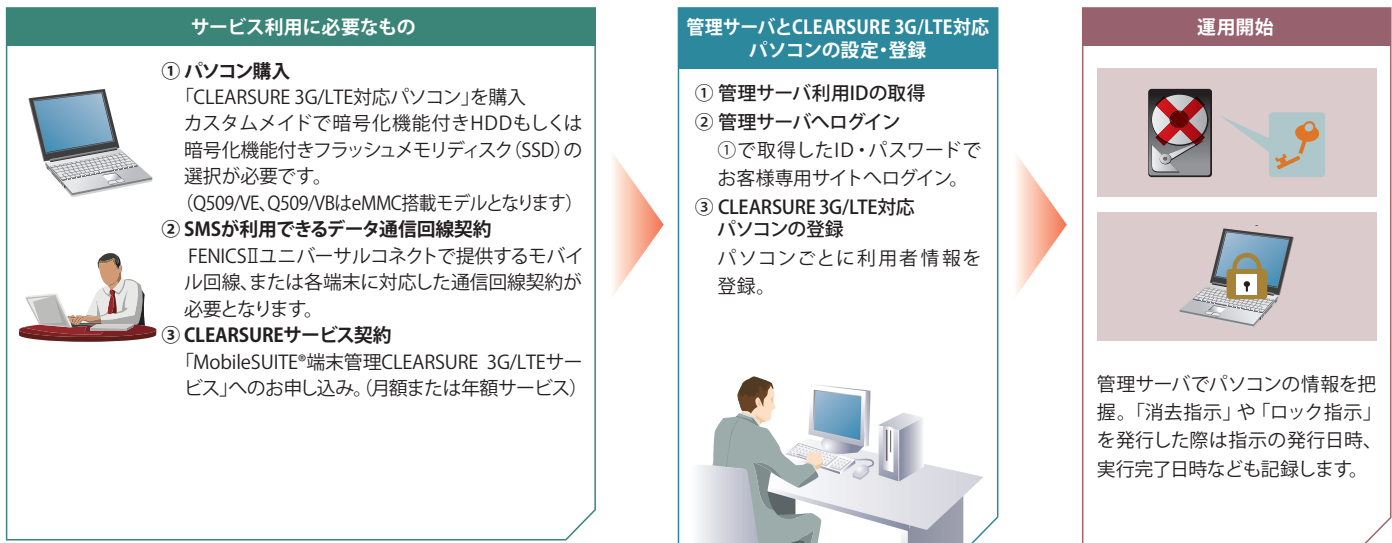 サービス利用に必要なもの
① パソコン購入
「CLEARSURE 3G/LTE対応パソコン」を購入
カスタムメイドで暗号化機能付きHDDもしくは
暗号化機能付きフラッシュメモリディスク(SSD)の
選択が必要です。
(Q509/VE、Q509/VBはeMMC搭載モデルとなります)
② SMSが利用できるデータ通信回線契約
FENICSⅡユニバーサルコネクトで提供するモバイ
ル回線、または各端末に対応した通信回線契約が
必要となります。
③ CLEARSUREサービス契約
「MobileSUITE®端末管理CLEARSURE 3G/LTEサー
ビス」へのお申し込み。(月額または年額サービス)
管理サーバとCLEARSURE 3G/LTE対応
パソコンの設定・登録
① 管理サーバ利用IDの取得
② 管理サーバへログイン
①で取得したID・パスワードで
お客様専用サイトへログイン。
③ CLEARSURE 3G/LTE対応
パソコンの登録
パソコンごとに利用者情報を
登録。
運用開始
管理サーバでパソコンの情報を把
握。「消去指示」や「ロック指示」
を発行した際は指示の発行日時、
実行完了日時なども記録します。